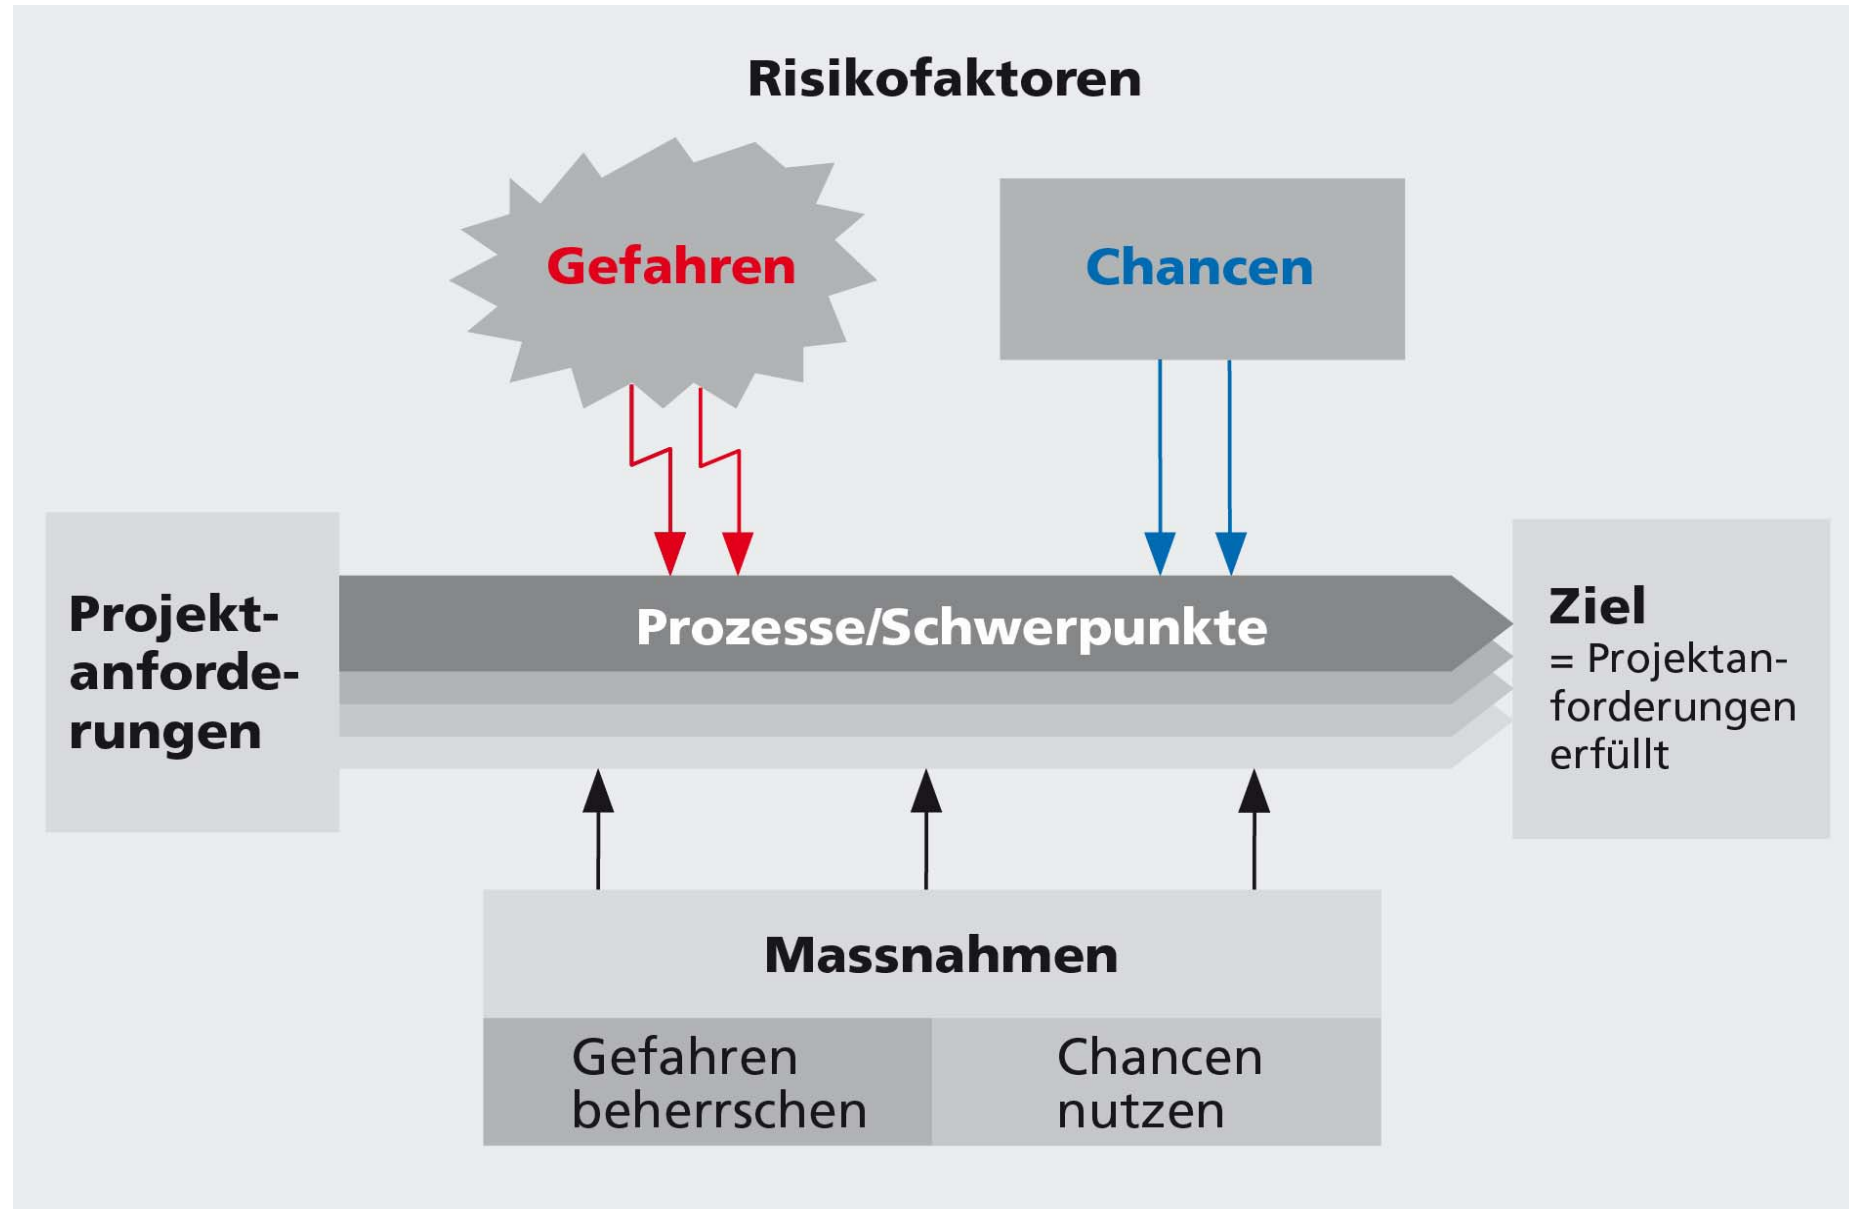 Risikofaktoren
Gefahren
Chancen
Projekt-
anforde-
rungen
Prozesse/Schwerpunkte
Ziel
= Projektan-
forderungen
erfüllt
Massnahmen
Gefahren
beherrschen
Chancen
nutzen